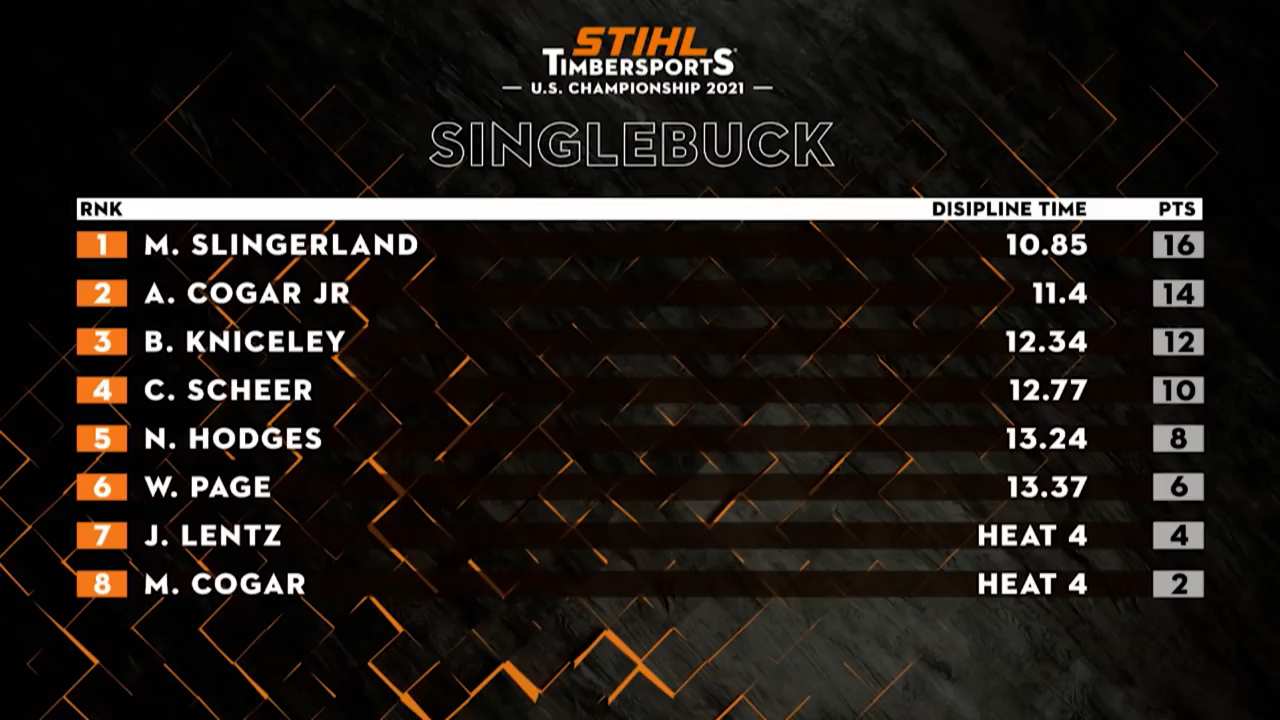 STIHL
TIMBERSPORTS
U.S. CHAMPIONSHIP 2021
SINGLEBUCK
RNK DISIPLINE TIME PTS
1 M. SLINGERLAND 10.85 16
2 A. COGAR JR 11.4 14
3 B. KNICELEY 12.34 12
4 C. SCHEER 12.77 10
5 N. HODGES 13.24 8
6 W. PAGE 13.37 6
7 J. LENTZ HEAT 4 4
8 M. COGAR HEAT 4 2